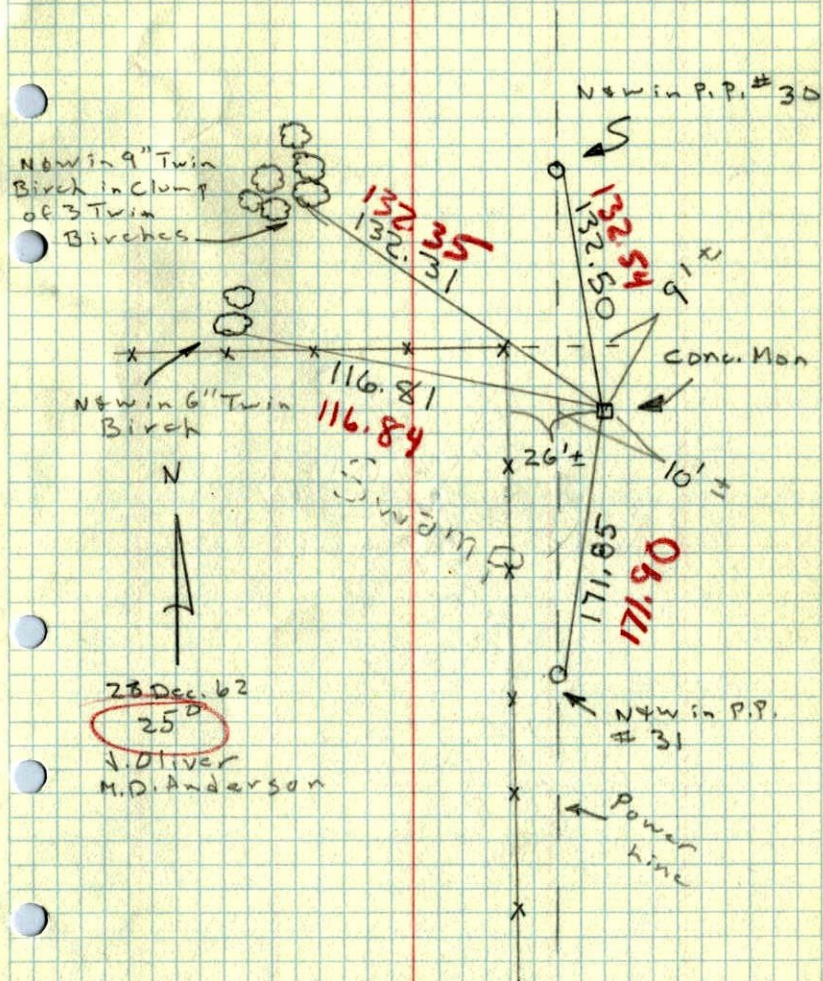 N&W in P.P. # 30
N&W in 9" Twin
Birch in Clump
of 3 Twin
Birches
132.35
132.31
132.54
132.50
9' ±
Conc. Mon
116.81
116.84
N&W in 6" Twin
Birch
26'±
10' ±
N
Swamp
171.85
171.90
28 Dec. 62
25°
J. Oliver
M.D. Anderson
N&W in P.P.
# 31
Power
Line